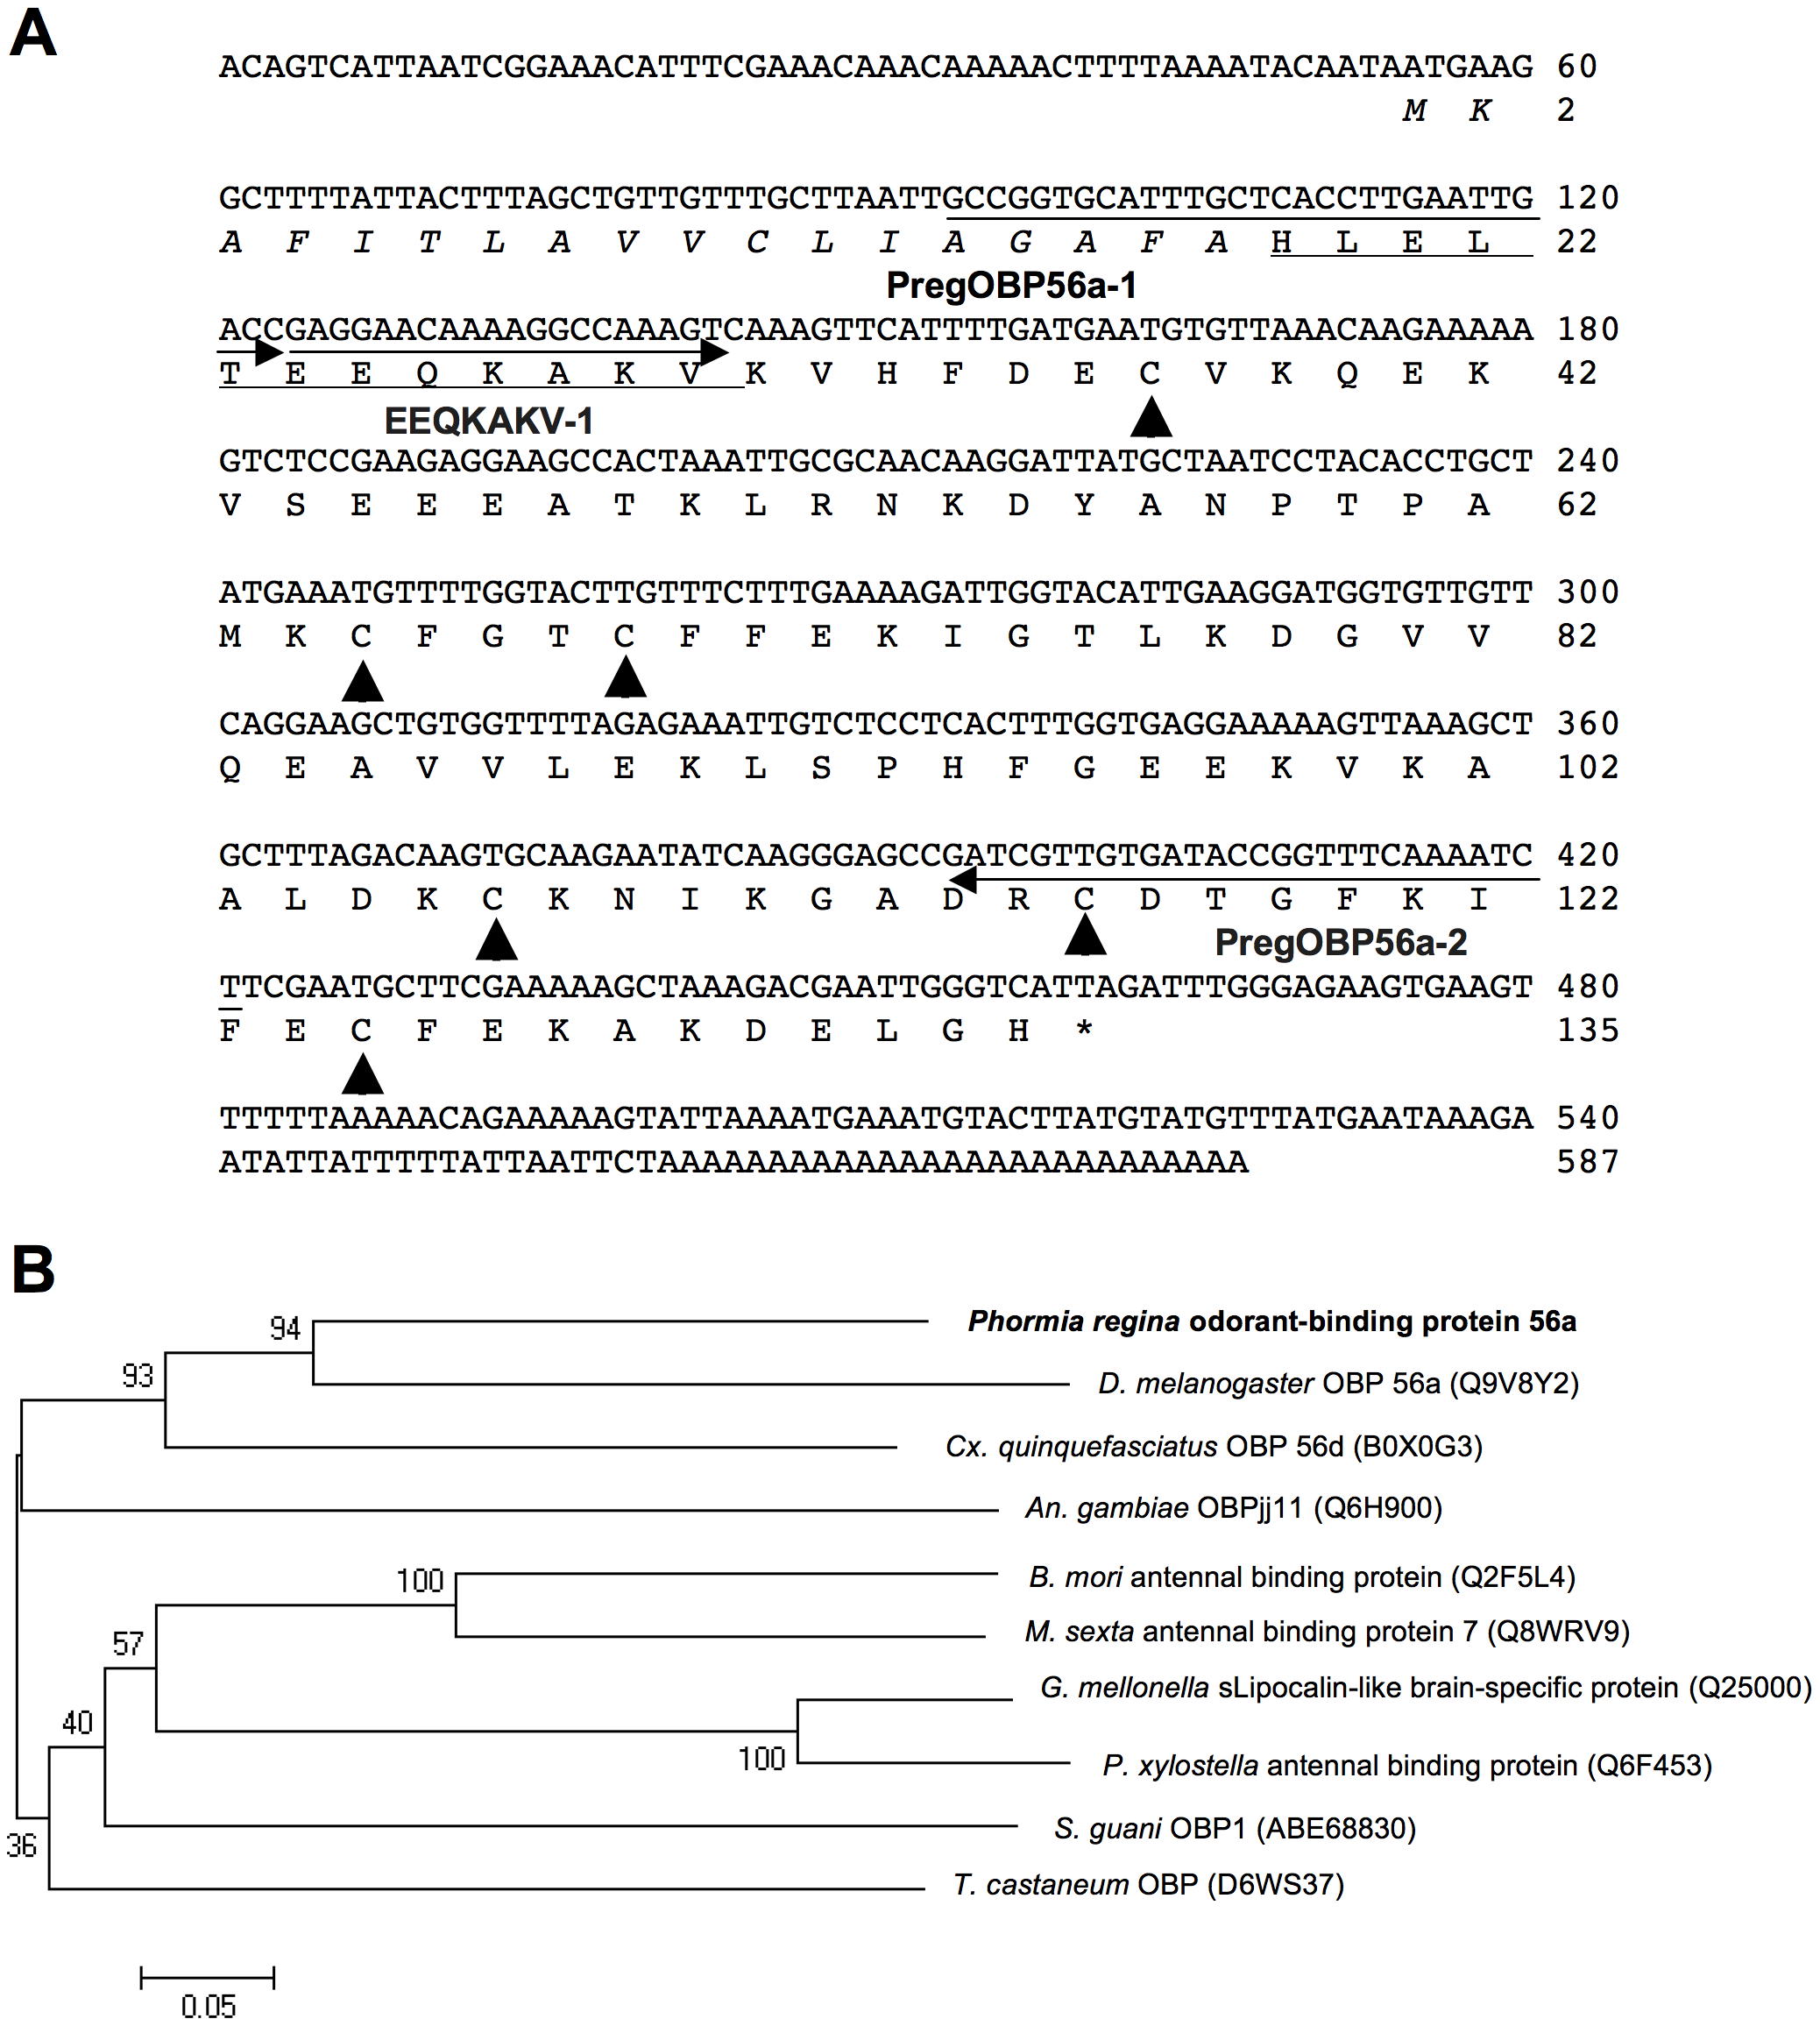 A
ACAGTCATTAATCGGAAACATTTCGAAACAAACAAAAACTTTTAAAATACAATAATGAAG 60
M K 2
GCTTTTATTACTTTAGCTGTTGTTTGCTTAATTGCCGGTGCATTTGCTCACCTTGAATTG 120
A F I T L A V V C L I A G A F A H L E L 22
PregOBP56a-1
ACCGAGGAACAAAAGGCCAAAGTCAAAGTTCATTTTGATGAATGTGTTAAACAAGAAAAA 180
T E E Q K A K V K V H F D E C V K Q E K 42
EEQKAKV-1
GTCTCCGAAGAGGAAGCCACTAAATTGCGCAACAAGGATTATGCTAATCCTACACCTGCT 240
V S E E E A T K L R N K D Y A N P T P A 62
ATGAAATGTTTTGGTACTTGTTTCTTTGAAAAGATTGGTACATTGAAGGATGGTGTTGTT 300
M K C F G T C F F E K I G T L K D G V V 82
CAGGAAGCTGTGGTTTTAGAGAAATTGTCTCCTCACTTTGGTGAGGAAAAAGTTAAAGCT 360
Q E A V V L E K L S P H F G E E K V K A 102
GCTTTAGACAAGTGCAAGAATATCAAGGGAGCCGATCGTTGTGATACCGGTTTCAAAATC 420
A L D K C K N I K G A D R C D T G F K I 122
PregOBP56a-2
TTCGAATGCTTCGAAAAAGCTAAAGACGAATTGGGTCATTAGATTTGGGAGAAGTGAAGT 480
F E C F E K A K D E L G H * 135
TTTTTAAAAACAGAAAAAGTATTAAAATGAAATGTACTTATGTATGTTTATGAATAAAGA 540
ATATTATTTTTATTAATTCTAAAAAAAAAAAAAAAAAAAAAAAAAAA 587
B
94 Phormia regina odorant-binding protein 56a
93 D. melanogaster OBP 56a (Q9V8Y2)
Cx. quinquefasciatus OBP 56d (B0X0G3)
An. gambiae OBPjj11 (Q6H900)
100 B. mori antennal binding protein (Q2F5L4)
57 M. sexta antennal binding protein 7 (Q8WRV9)
G. mellonella sLipocalin-like brain-specific protein (Q25000)
40 100 P. xylostella antennal binding protein (Q6F453)
36 S. guani OBP1 (ABE68830)
T. castaneum OBP (D6WS37)
0.05